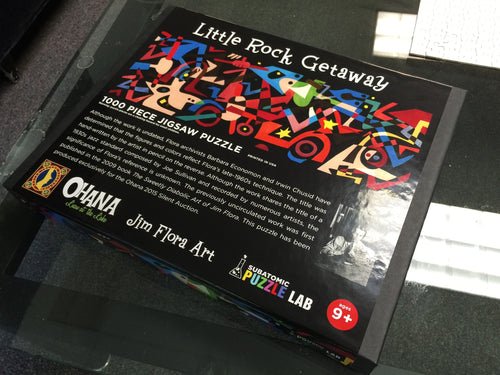 Little Rock Getaway
1000 PIECE JIGSAW PUZZLE
PRINTED IN USA
Although the work is undated, Flora archivists Barbara Economon and Irwin Chusid have
determined that the figures and colors reflect Flora's late-1990s technique. The title was
hand-written by the artist in pencil on the reverse. Although the work shares the title of a
1930s jazz standard composed by Joe Sullivan and recorded by numerous artists, the
significance of Flora's homage is unknown. The previously uncirculated work was first
published in the 2009 book The Sweetly Diabolic Art of Jim Flora. This puzzle has been
produced exclusively for the Ohana 2015 Silent Auction.
OHANA
Jim Flora Art
SUBATOMIC
PUZZLE LAB
AGES
9+